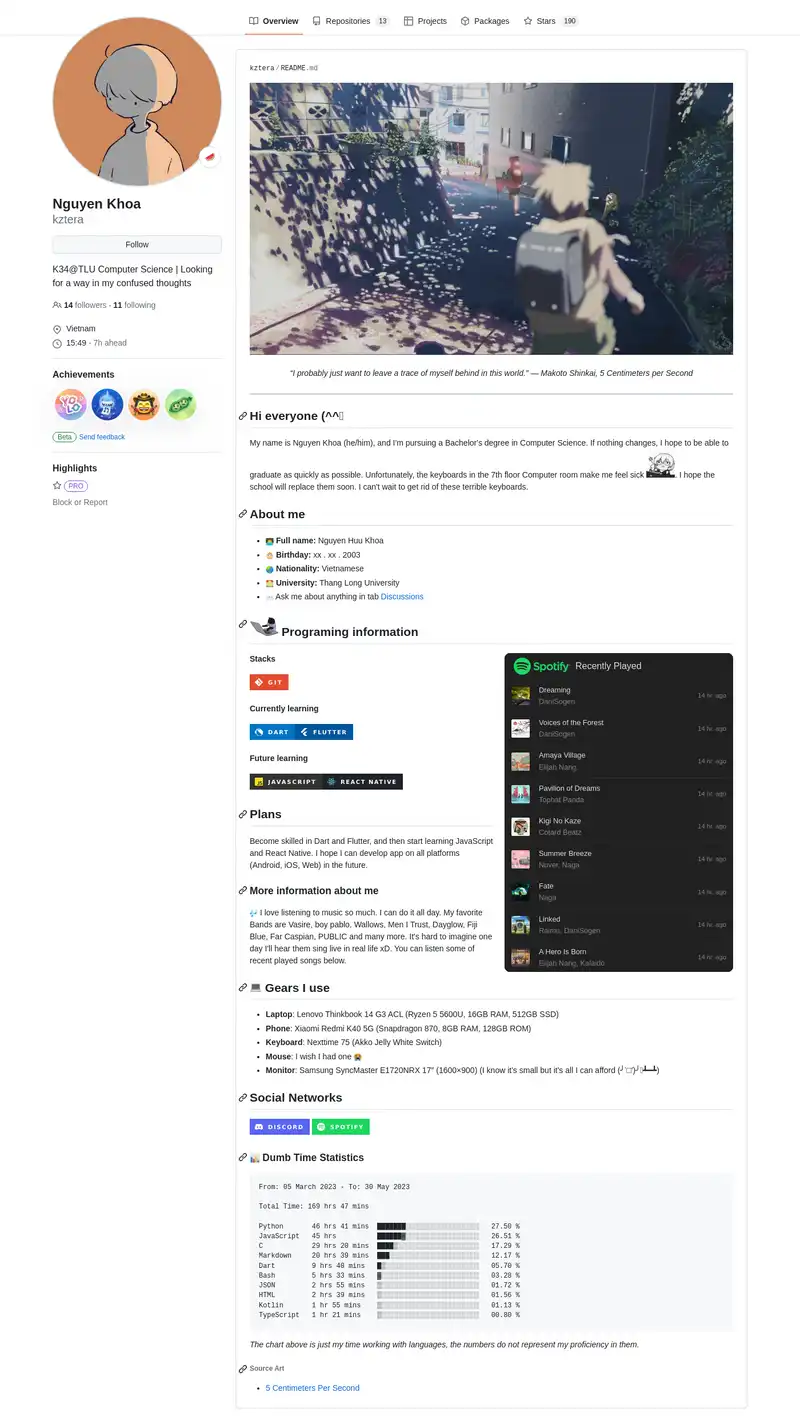 Overview Repositories 13 Projects Packages Stars 190
Nguyen Khoa
kztera
Follow
K34@TLU Computer Science | Looking
for a way in my confused thoughts
14 followers · 11 following
Vietnam
15:49 - 7h ahead
Achievements
Beta Send feedback
Highlights
PRO
Block or Report
kztera / README.md
"I probably just want to leave a trace of myself behind in this world." — Makoto Shinkai, 5 Centimeters per Second
Hi everyone (^^
My name is Nguyen Khoa (he/him), and I'm pursuing a Bachelor's degree in Computer Science. If nothing changes, I hope to be able to
graduate as quickly as possible. Unfortunately, the keyboards in the 7th floor Computer room make me feel sick . I hope the
school will replace them soon. I can't wait to get rid of these terrible keyboards.
About me
Full name: Nguyen Huu Khoa
Birthday: xx . xx . 2003
Nationality: Vietnamese
University: Thang Long University
Ask me about anything in tab Discussions
Programing information
Stacks
GIT
Currently learning
DART FLUTTER
Future learning
JAVASCRIPT REACT NATIVE
Spotify Recently Played
Dreaming
DaniSogen
14 hr. ago
Voices of the Forest
DaniSogen
14 hr. ago
Amaya Village
Elijah Nang
14 hr. ago
Pavilion of Dreams
Tophat Panda
14 hr. ago
Kigi No Kaze
Cotard Beatz
14 hr. ago
Summer Breeze
Nover, Naga
14 hr. ago
Fate
Naga
14 hr. ago
Linked
Raimu, DaniSogen
14 hr. ago
A Hero Is Born
Elijah Nang, Kalaido
14 hr. ago
Plans
Become skilled in Dart and Flutter, and then start learning JavaScript
and React Native. I hope I can develop app on all platforms
(Android, iOS, Web) in the future.
More information about me
I love listening to music so much. I can do it all day. My favorite
Bands are Vasire, boy pablo, Wallows, Men I Trust, Dayglow, Fiji
Blue, Far Caspian, PUBLIC and many more. It's hard to imagine one
day I'll hear them sing live in real life xD. You can listen some of
recent played songs below.
Gears I use
Laptop: Lenovo Thinkbook 14 G3 ACL (Ryzen 5 5600U, 16GB RAM, 512GB SSD)
Phone: Xiaomi Redmi K40 5G (Snapdragon 870, 8GB RAM, 128GB ROM)
Keyboard: Nexttime 75 (Akko Jelly White Switch)
Mouse: I wish I had one 😭
Monitor: Samsung SyncMaster E1720NRX 17" (1600×900) (I know it's small but it's all I can afford (╯'□')╯┻━┻)
Social Networks
DISCORD SPOTIFY
Dumb Time Statistics
From: 05 March 2023 - To: 30 May 2023
Total Time: 169 hrs 47 mins
Python 46 hrs 41 mins 27.50 %
JavaScript 45 hrs 26.51 %
C 29 hrs 20 mins 17.29 %
Markdown 20 hrs 39 mins 12.17 %
Dart 9 hrs 40 mins 05.70 %
Bash 5 hrs 33 mins 03.28 %
JSON 2 hrs 55 mins 01.72 %
HTML 2 hrs 39 mins 01.56 %
Kotlin 1 hr 55 mins 01.13 %
TypeScript 1 hr 21 mins 00.80 %
The chart above is just my time working with languages, the numbers do not represent my proficiency in them.
Source Art
5 Centimeters Per Second